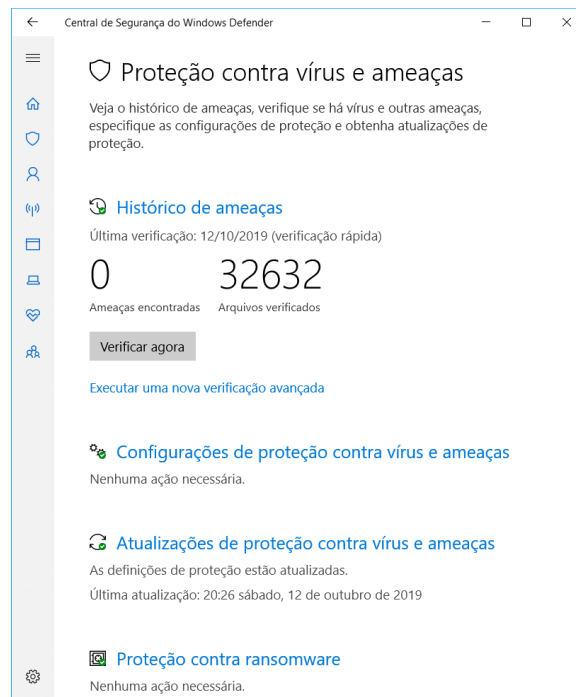 Central de Segurança do Windows Defender
Proteção contra vírus e ameaças
Veja o histórico de ameaças, verifique se há vírus e outras ameaças,
especifique as configurações de proteção e obtenha atualizações de
proteção.
Histórico de ameaças
Última verificação: 12/10/2019 (verificação rápida)
0 32632
Ameaças encontradas Arquivos verificados
Verificar agora
Executar uma nova verificação avançada
Configurações de proteção contra vírus e ameaças
Nenhuma ação necessária.
Atualizações de proteção contra vírus e ameaças
As definições de proteção estão atualizadas.
Última atualização: 20:26 sábado, 12 de outubro de 2019
Proteção contra ransomware
Nenhuma ação necessária.